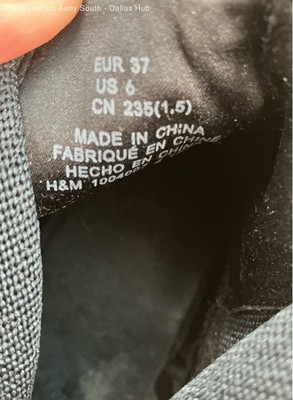 The Salvation Army South - Dallas Hub
EUR 37
US 6
CN 235(1,5)
MADE IN CHINA
FABRIQUÉ EN CHINE
HECHO EN CHINA
H&M